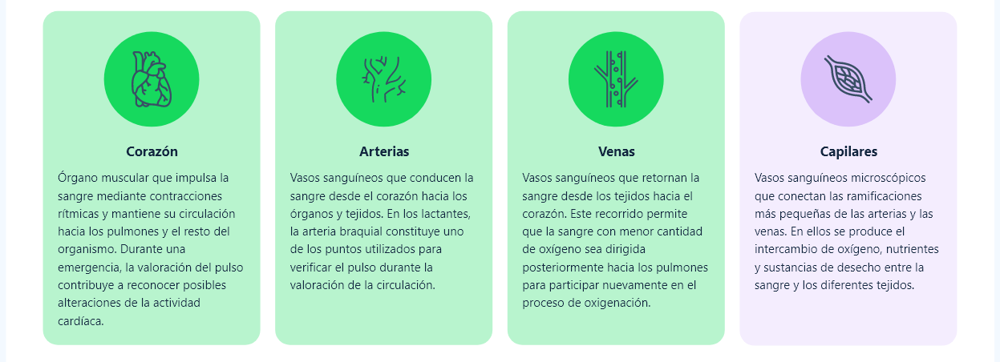 Corazón
Órgano muscular que impulsa la
sangre mediante contracciones
rítmicas y mantiene su circulación
hacia los pulmones y el resto del
organismo. Durante una
emergencia, la valoración del pulso
contribuye a reconocer posibles
alteraciones de la actividad
cardíaca.
Arterias
Vasos sanguíneos que conducen la
sangre desde el corazón hacia los
órganos y tejidos. En los lactantes,
la arteria braquial constituye uno
de los puntos utilizados para
verificar el pulso durante la
valoración de la circulación.
Venas
Vasos sanguíneos que retornan la
sangre desde los tejidos hacia el
corazón. Este recorrido permite
que la sangre con menor cantidad
de oxígeno sea dirigida
posteriormente hacia los pulmones
para participar nuevamente en el
proceso de oxigenación.
Capilares
Vasos sanguíneos microscópicos
que conectan las ramificaciones
más pequeñas de las arterias y las
venas. En ellos se produce el
intercambio de oxígeno, nutrientes
y sustancias de desecho entre la
sangre y los diferentes tejidos.